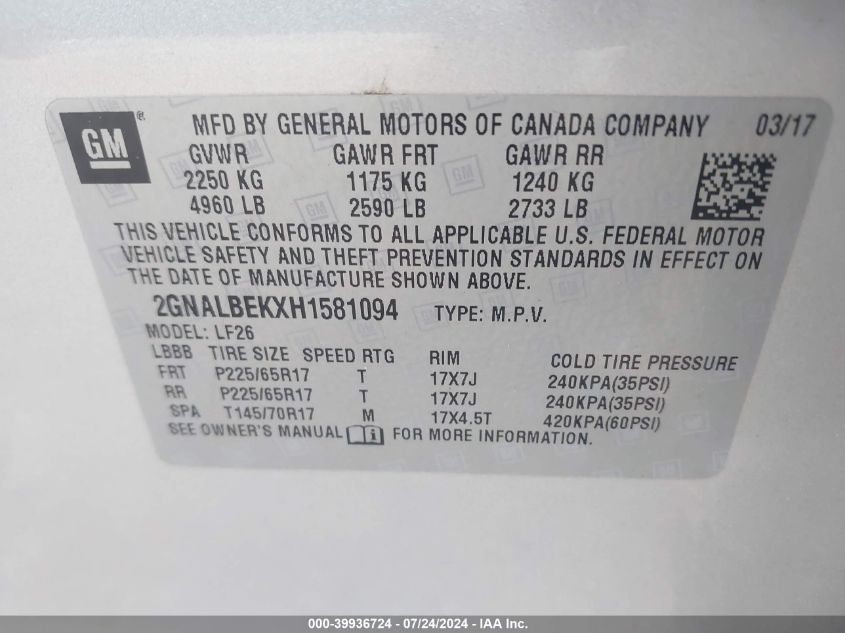 GM ® MFD BY GENERAL MOTORS OF CANADA COMPANY 03/17
GVWR GAWR FRT GAWR RR
2250 KG 1175 KG 1240 KG
4960 LB 2590 LB 2733 LB
THIS VEHICLE CONFORMS TO ALL APPLICABLE U.S. FEDERAL MOTOR
VEHICLE SAFETY AND THEFT PREVENTION STANDARDS IN EFFECT ON
THE DATE OF MANUFACTURE SHOWN ABOVE.
2GNALBEKXH1581094 TYPE: M.P.V.
MODEL: LF26
LBBB TIRE SIZE SPEED RTG RIM COLD TIRE PRESSURE
FRT P225/65R17 T 17X7J 240KPA(35PSI)
RR P225/65R17 T 17X7J 240KPA(35PSI)
SPA T145/70R17 M 17X4.5T 420KPA(60PSI)
SEE OWNER'S MANUAL FOR MORE INFORMATION.
000-39936724 / 07/24/2024 - IAA Inc.